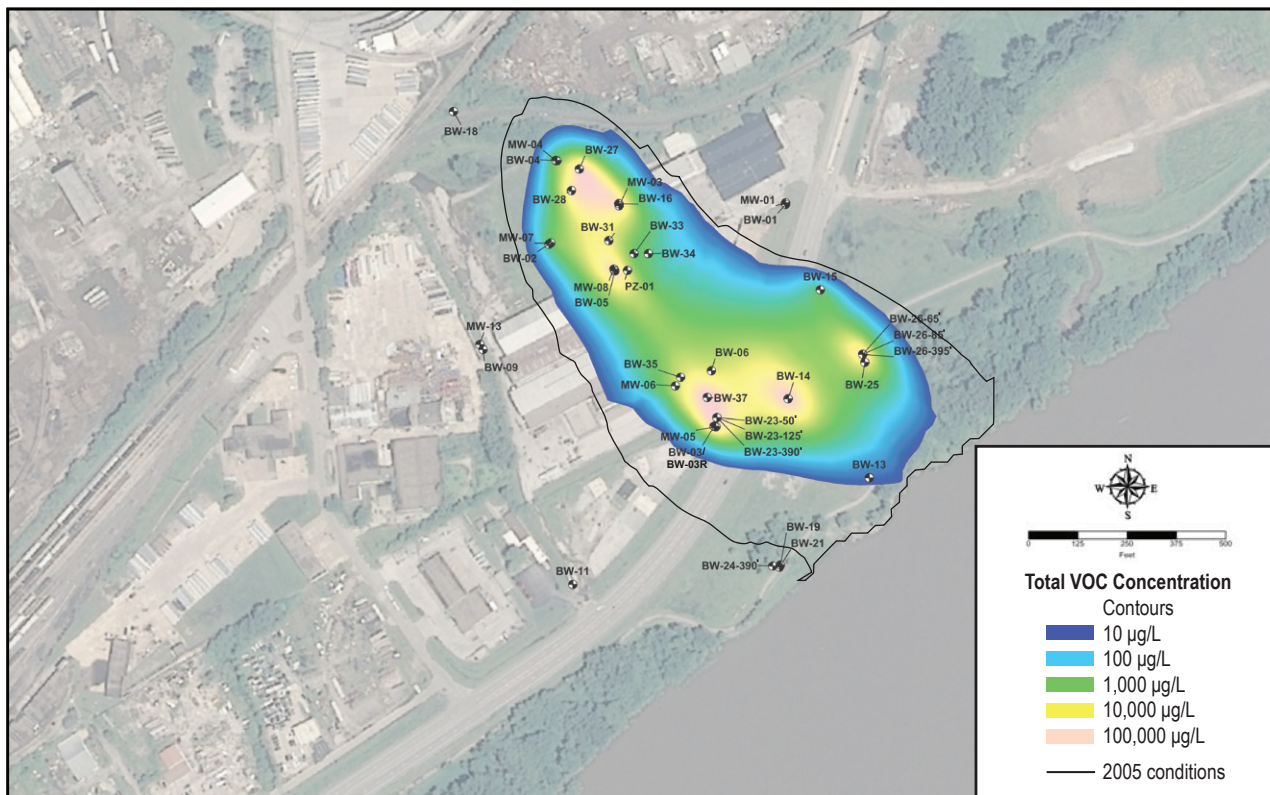 BW-18
MW-04
BW-04
BW-27
MW-03
BW-16
BW-28
MW-01
BW-01
BW-31
BW-33
BW-34
MW-07
BW-02
MW-08
BW-05
PZ-01
BW-15
MW-13
BW-09
BW-26-65'
BW-26-85'
BW-26-395'
BW-25
BW-06
BW-35
MW-06
BW-14
BW-37
BW-23-50'
BW-23-125'
BW-23-390'
MW-05
BW-03/
BW-03R
BW-13
BW-19
BW-21
BW-24-390'
BW-11
N
W E
S
0 125 250 375 500
Feet
Total VOC Concentration
Contours
10 µg/L
100 µg/L
1,000 µg/L
10,000 µg/L
100,000 µg/L
2005 conditions